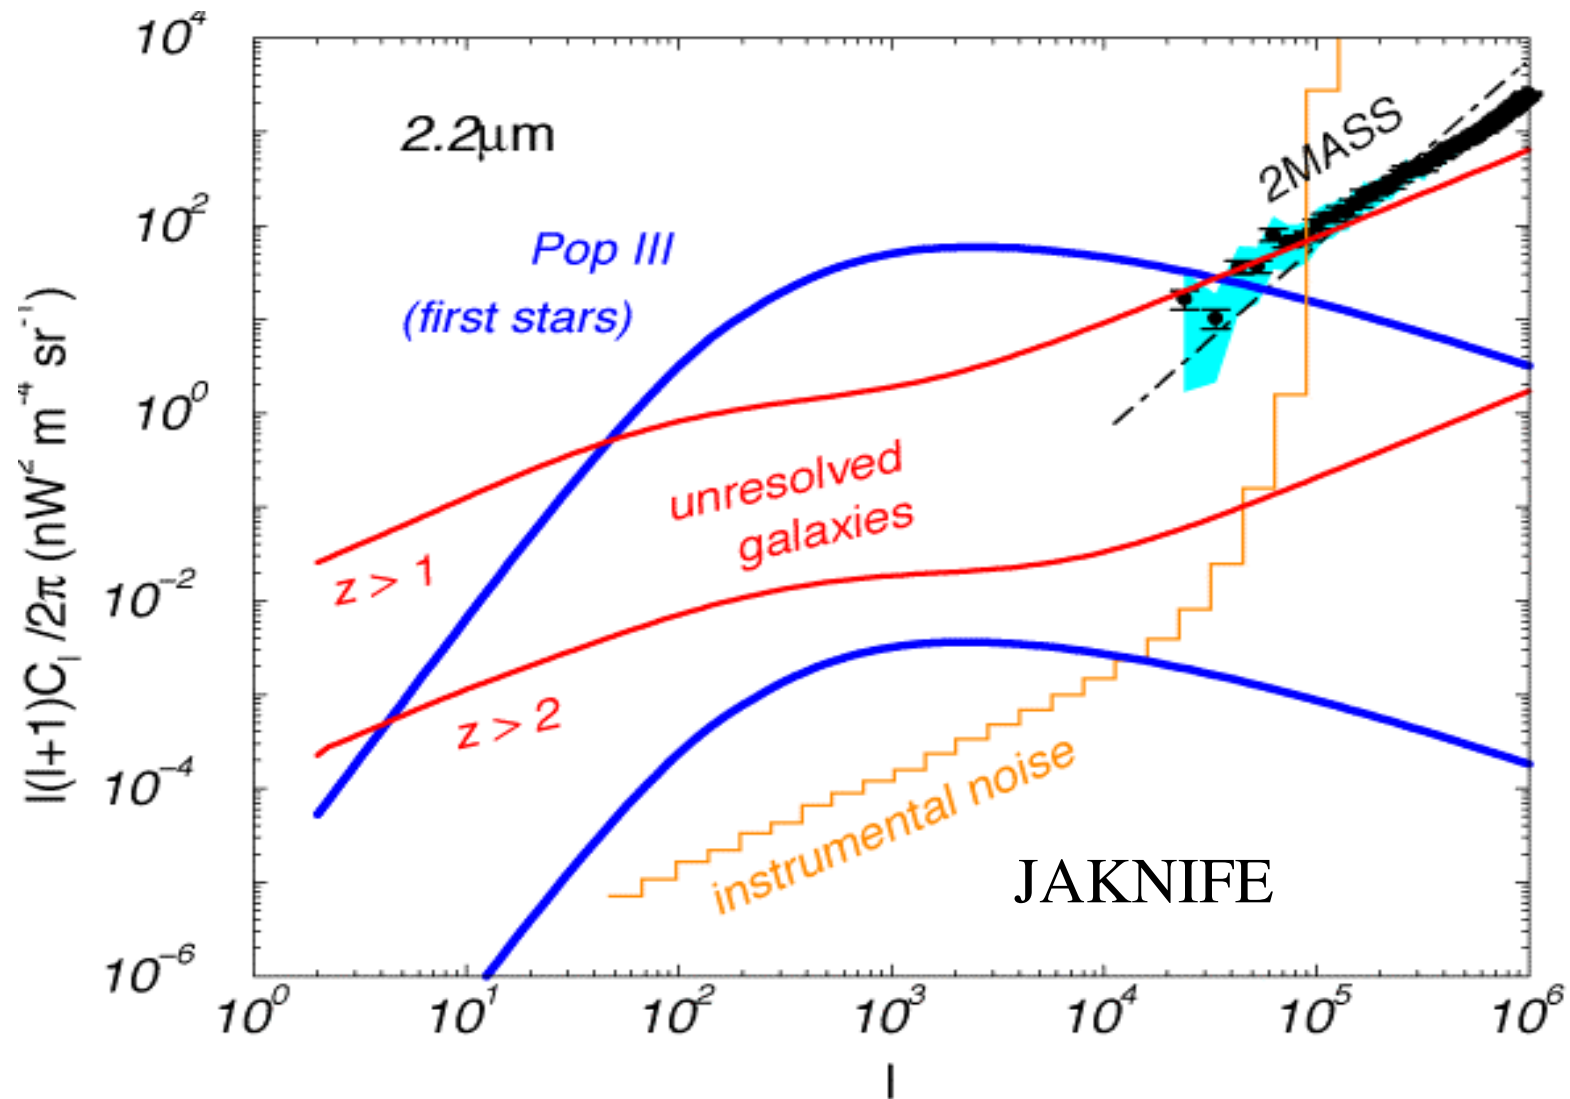 10⁴
10²
10⁰
10⁻²
10⁻⁴
10⁻⁶
l(l+1)Cₗ/2π (nW² m⁻⁴ sr⁻¹)
2.2μm
Pop III
(first stars)
2MASS
unresolved
galaxies
z > 1
z > 2
instrumental noise
JAKNIFE
10⁰ 10¹ 10² 10³ 10⁴ 10⁵ 10⁶
l